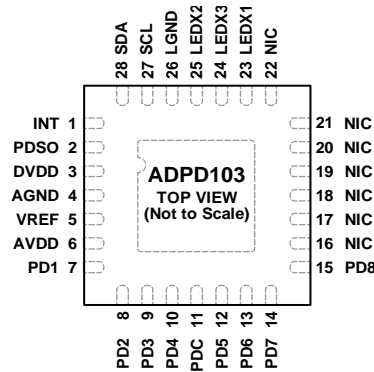 28 SDA
27 SCL
26 LGND
25 LEDX2
24 LEDX3
23 LEDX1
22 NIC
INT 1
PDSO 2
DVDD 3
AGND 4
VREF 5
AVDD 6
PD1 7
ADPD103
TOP VIEW
(Not to Scale)
21 NIC
20 NIC
19 NIC
18 NIC
17 NIC
16 NIC
15 PD8
PD2 8
PD3 9
PD4 10
PDC 11
PD5 12
PD6 13
PD7 14